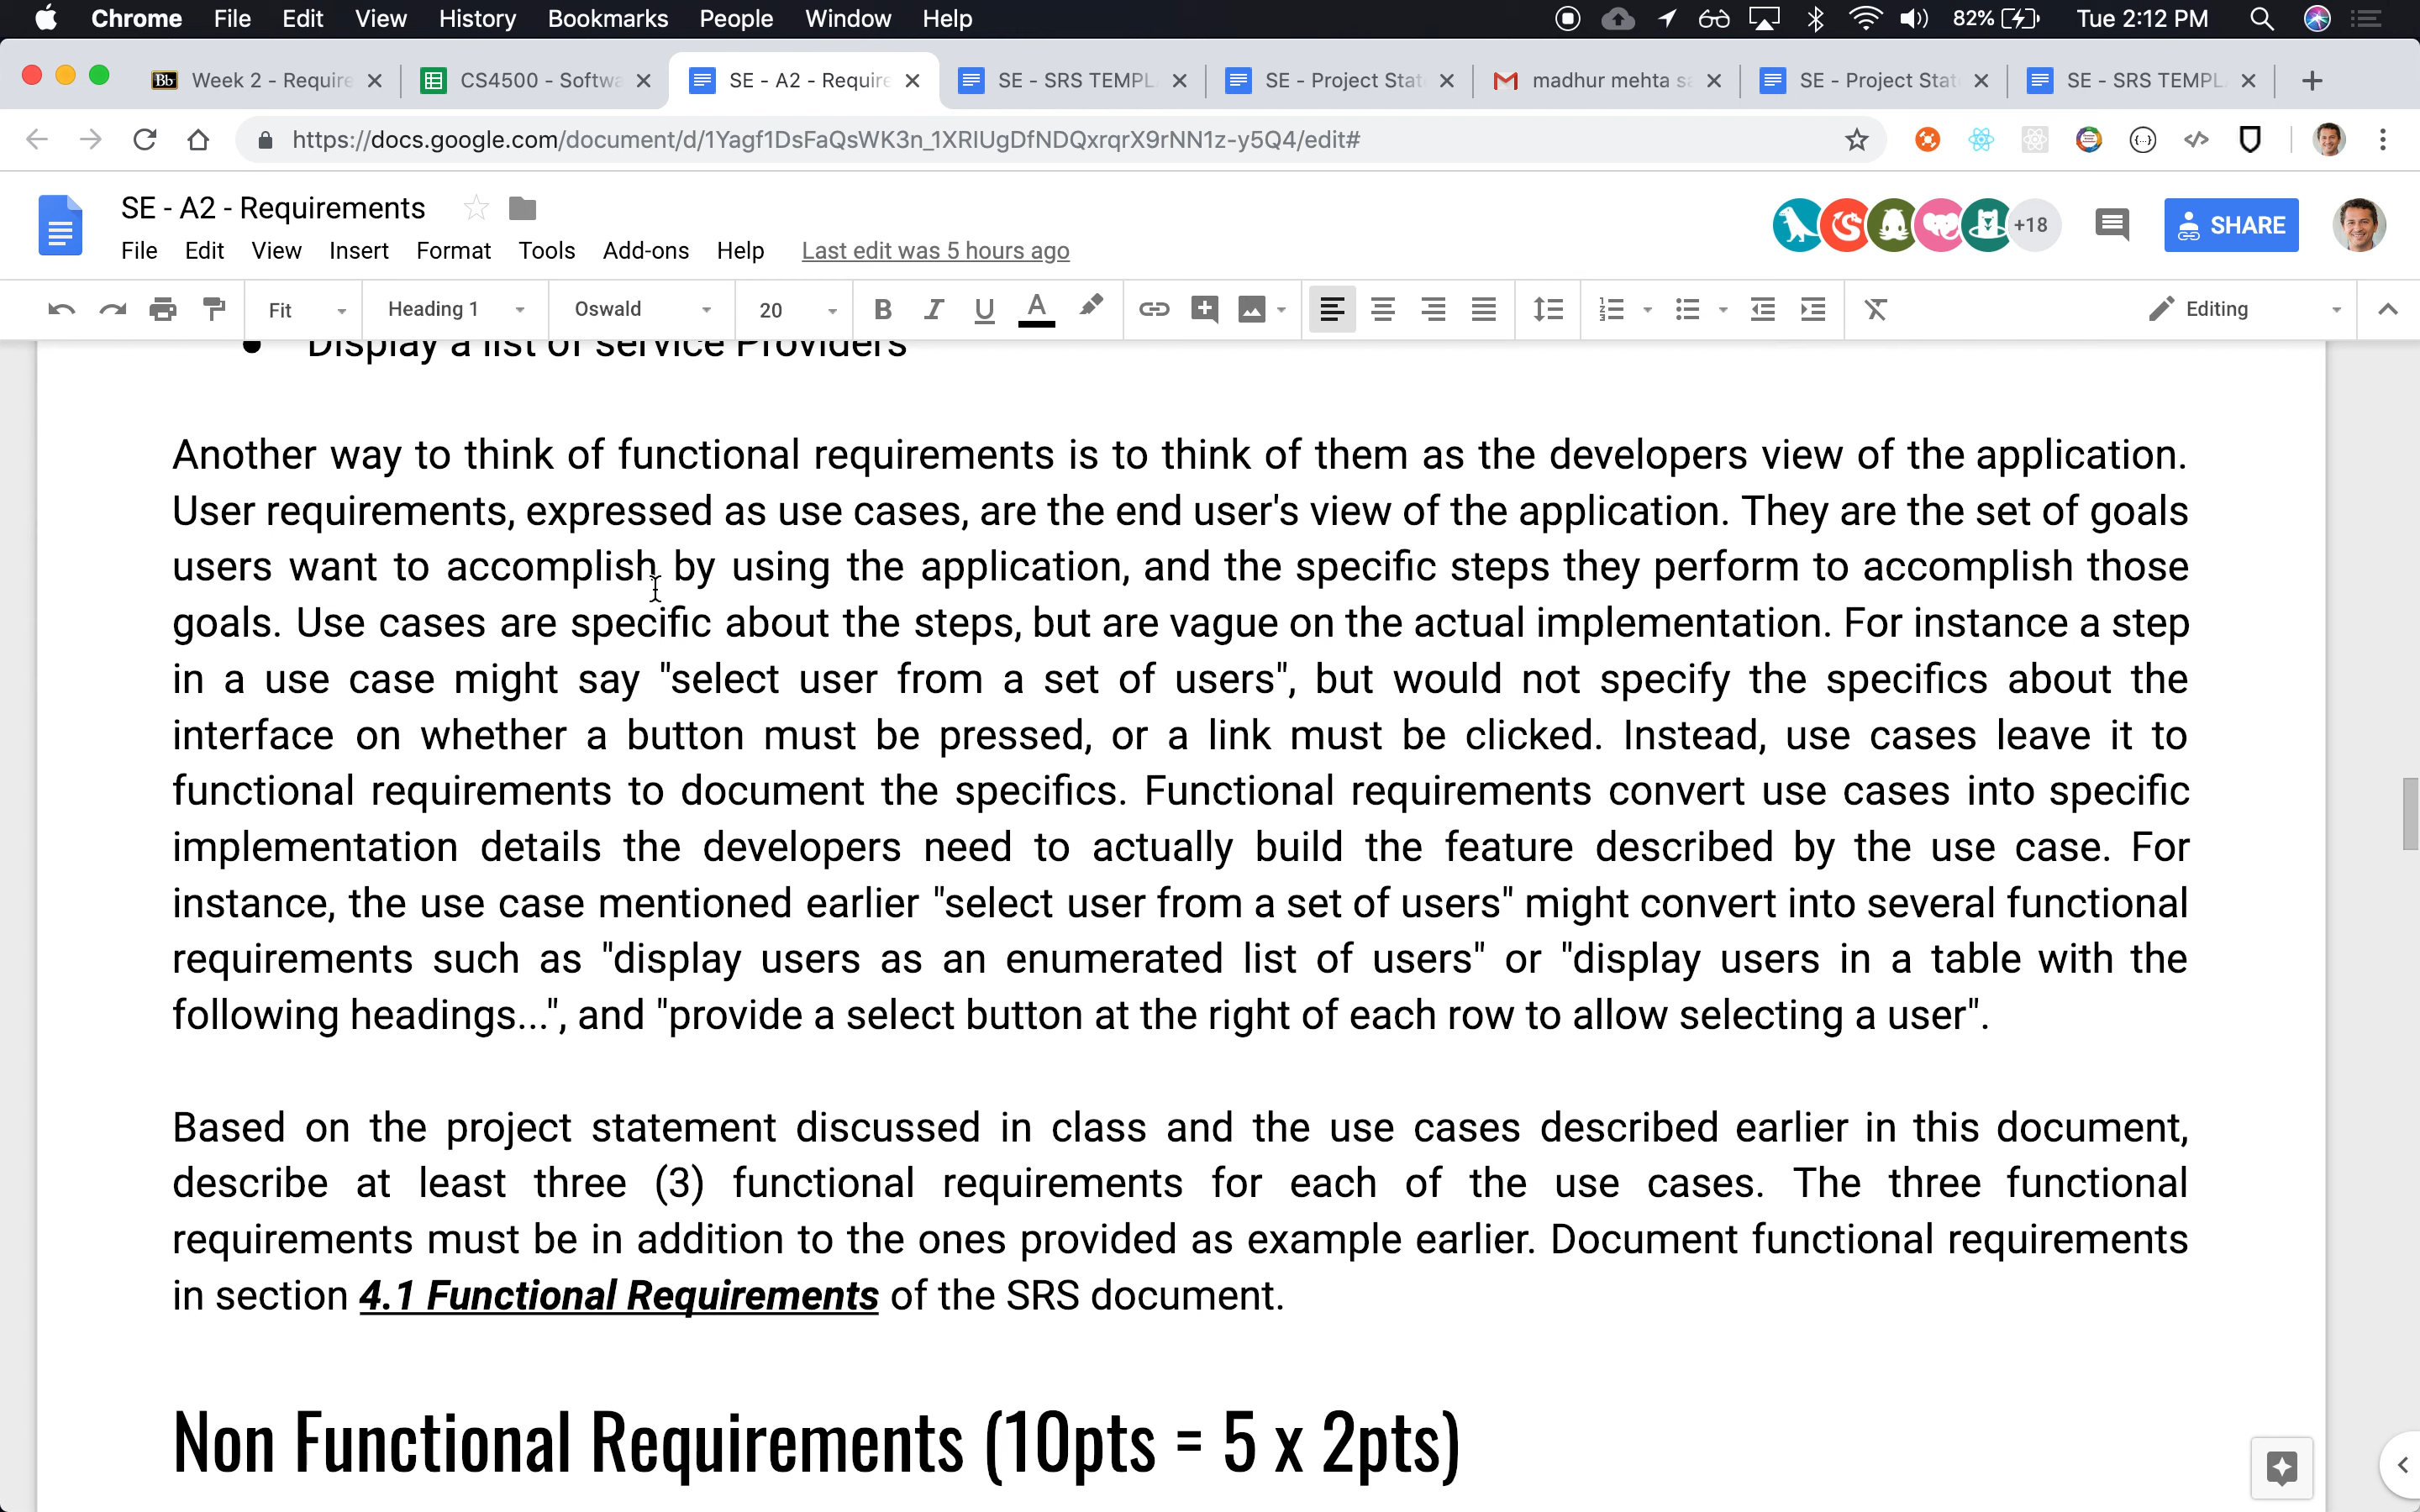 Chrome File Edit View History Bookmarks People Window Help 82% Tue 2:12 PM
Bb Week 2 - Require CS4500 - Softwa SE - A2 - Require SE - SRS TEMPL SE - Project Stat madhur mehta sa SE - Project Stat SE - SRS TEMPL
https://docs.google.com/document/d/1Yagf1DsFaQsWK3n_1XRIUgDfNDQxrqrX9rNN1z-y5Q4/edit#
SE - A2 - Requirements
+18 SHARE
File Edit View Insert Format Tools Add-ons Help Last edit was 5 hours ago
Fit Heading 1 Oswald 20 B I U A Editing
Display a list of service Providers
Another way to think of functional requirements is to think of them as the developers view of the application.
User requirements, expressed as use cases, are the end user's view of the application. They are the set of goals
users want to accomplish by using the application, and the specific steps they perform to accomplish those
goals. Use cases are specific about the steps, but are vague on the actual implementation. For instance a step
in a use case might say "select user from a set of users", but would not specify the specifics about the
interface on whether a button must be pressed, or a link must be clicked. Instead, use cases leave it to
functional requirements to document the specifics. Functional requirements convert use cases into specific
implementation details the developers need to actually build the feature described by the use case. For
instance, the use case mentioned earlier "select user from a set of users" might convert into several functional
requirements such as "display users as an enumerated list of users" or "display users in a table with the
following headings...", and "provide a select button at the right of each row to allow selecting a user".
Based on the project statement discussed in class and the use cases described earlier in this document,
describe at least three (3) functional requirements for each of the use cases. The three functional
requirements must be in addition to the ones provided as example earlier. Document functional requirements
in section 4.1 Functional Requirements of the SRS document.
Non Functional Requirements (10pts = 5 x 2pts)